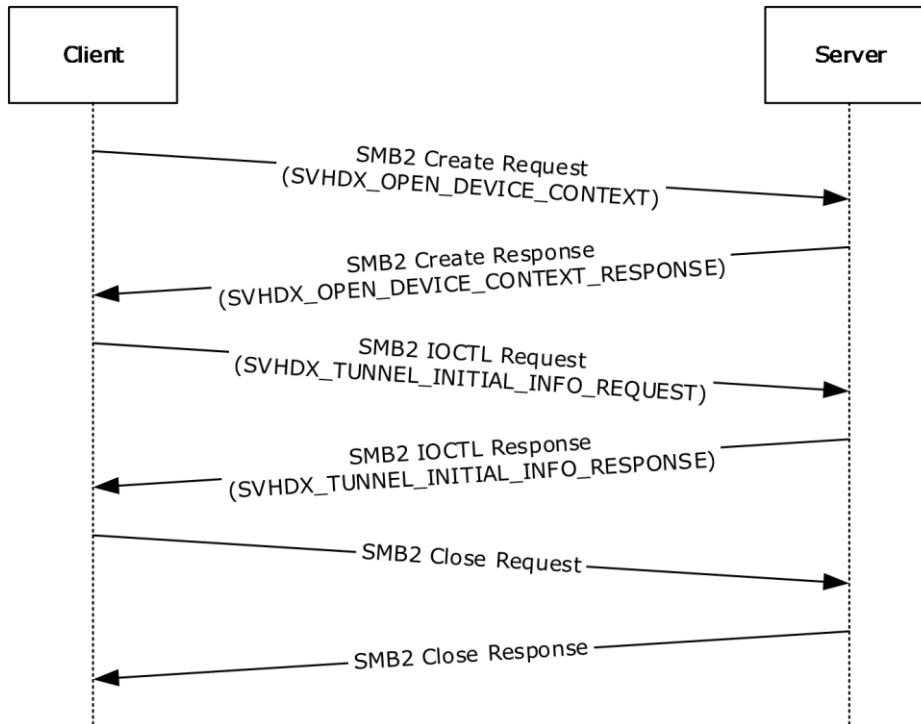 Client
Server
SMB2 Create Request
(SVHDX_OPEN_DEVICE_CONTEXT)
SMB2 Create Response
(SVHDX_OPEN_DEVICE_CONTEXT_RESPONSE)
SMB2 IOCTL Request
(SVHDX_TUNNEL_INITIAL_INFO_REQUEST)
SMB2 IOCTL Response
(SVHDX_TUNNEL_INITIAL_INFO_RESPONSE)
SMB2 Close Request
SMB2 Close Response